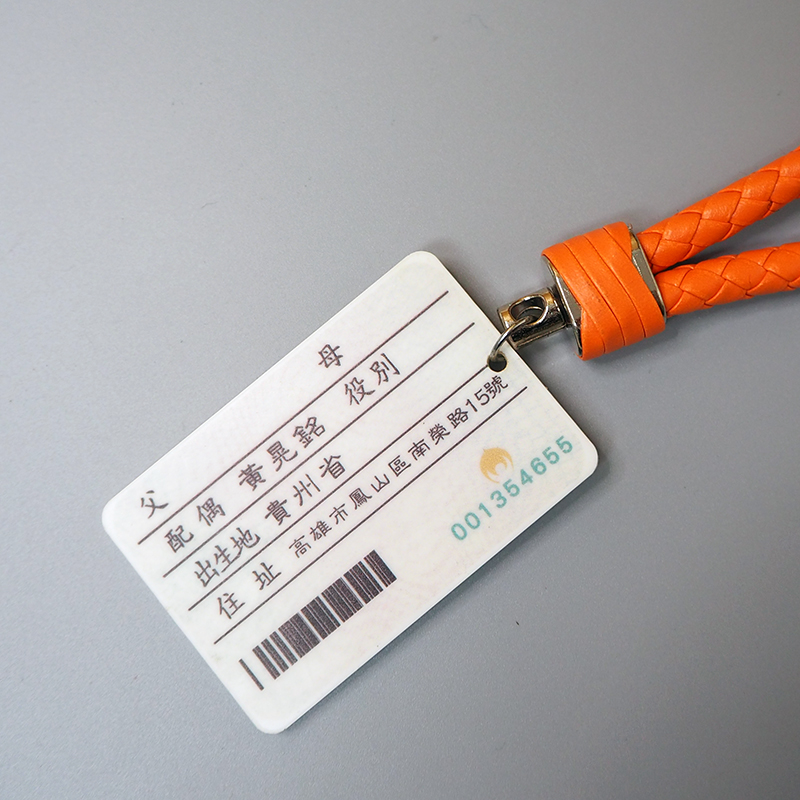 父 母
配偶 黃晃銘 役別
出生地 貴州省
住址 高雄市鳳山區南榮路15號
001354655